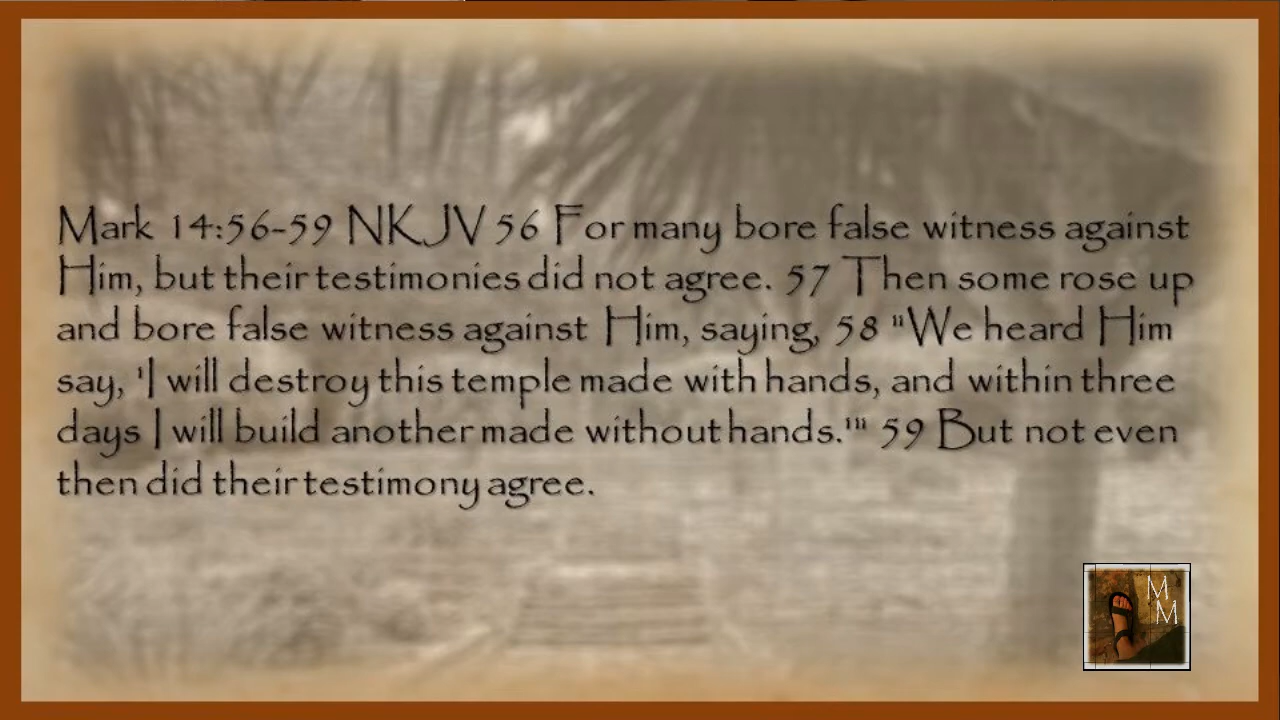 Mark 14:56-59 NKJV 56 For many bore false witness against
Him, but their testimonies did not agree. 57 Then some rose up
and bore false witness against Him, saying, 58 "We heard Him
say, 'I will destroy this temple made with hands, and within three
days I will build another made without hands.'" 59 But not even
then did their testimony agree.
M
M